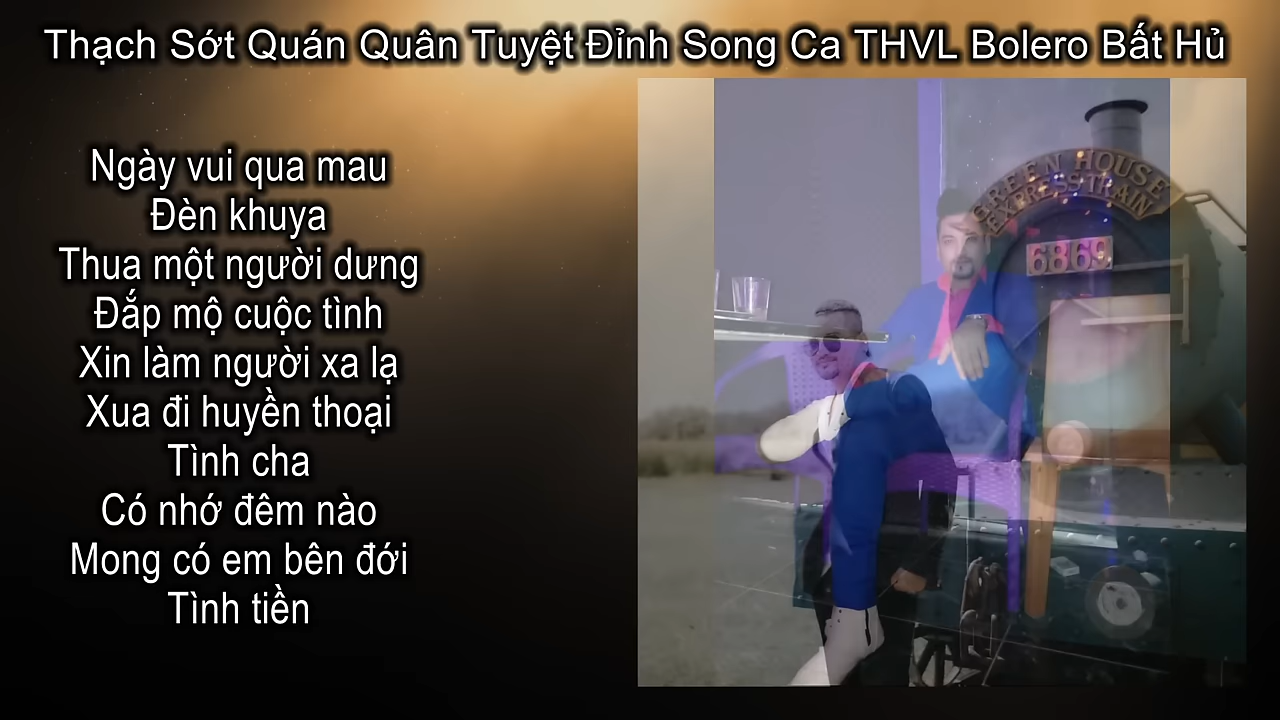 Thạch Sớt Quán Quân Tuyệt Đỉnh Song Ca THVL Bolero Bất Hủ
Ngày vui qua mau
Đèn khuya
Thua một người dưng
Đắp mộ cuộc tình
Xin làm người xa lạ
Xua đi huyền thoại
Tình cha
Có nhớ đêm nào
Mong có em bên đới
Tình tiền
GREEN HOUSE
EXPRESS TRAIN
6869